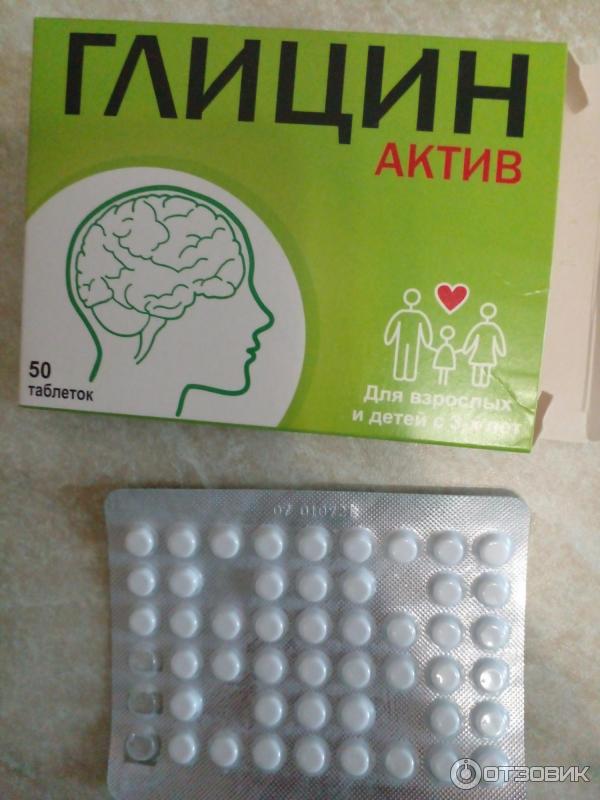 ГЛИЦИН
АКТИВ
50
таблеток
Для взрослых
и детей с 3-х лет
ОТЗОВИК